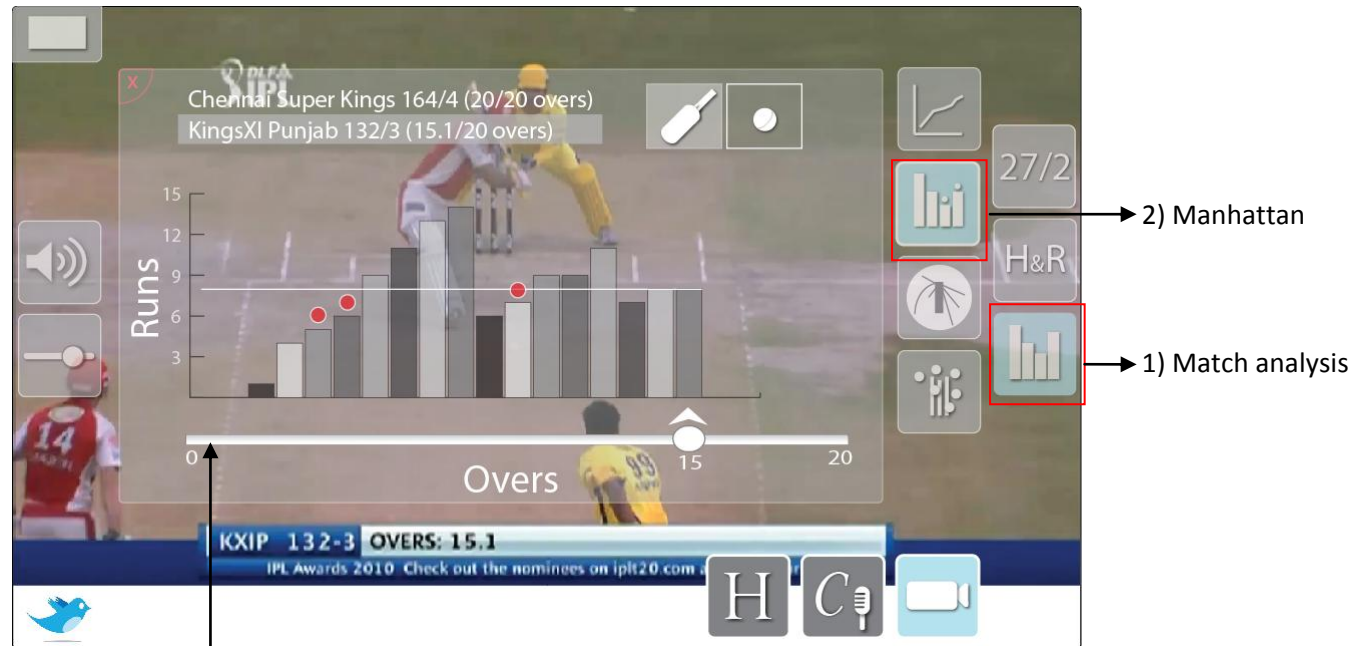 DLFA
IPL
X
Chennai Super Kings 164/4 (20/20 overs)
KingsXI Punjab 132/3 (15.1/20 overs)
27/2
2) Manhattan
H&R
1) Match analysis
15
12
9
6
3
Runs
0
15
20
Overs
14
99
KXIP 132-3 OVERS: 15.1
IPL Awards 2010 Check out the nominees on iplt20.com
H
C